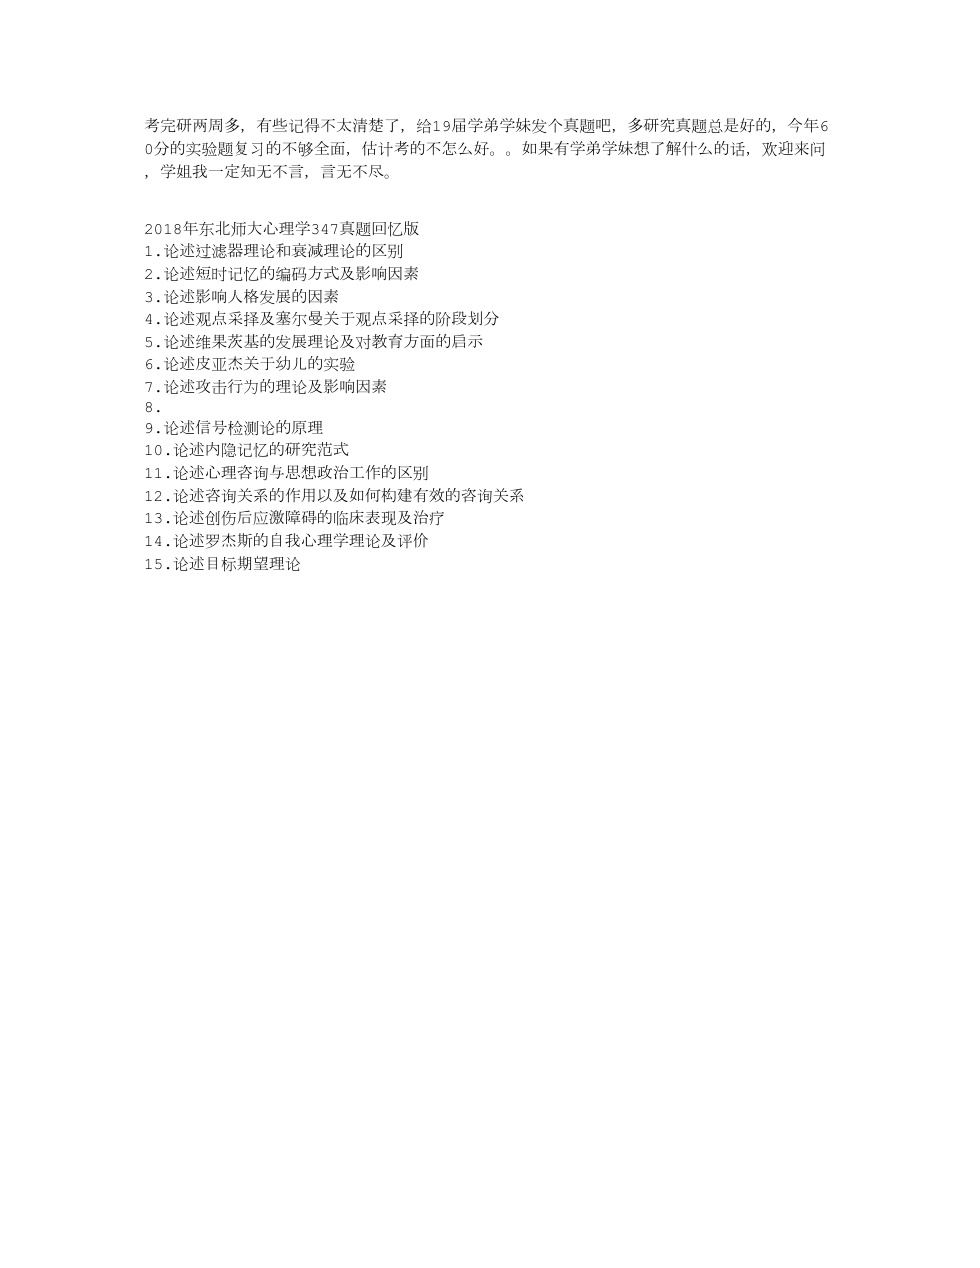 考完研两周多, 有些记得不太清楚了, 给19届学弟学妹发个真题吧, 多研究真题总是好的, 今年6
0分的实验题复习的不够全面, 估计考的不怎么好。。如果有学弟学妹想了解什么的话, 欢迎来问
, 学姐我一定知无不言, 言无不尽。
2018年东北师大心理学347真题回忆版
1.论述过滤器理论和衰减理论的区别
2.论述短时记忆的编码方式及影响因素
3.论述影响人格发展的因素
4.论述观点采择及塞尔曼关于观点采择的阶段划分
5.论述维果茨基的发展理论及对教育方面的启示
6.论述皮亚杰关于幼儿的实验
7.论述攻击行为的理论及影响因素
8.
9.论述信号检测论的原理
10.论述内隐记忆的研究范式
11.论述心理咨询与思想政治工作的区别
12.论述咨询关系的作用以及如何构建有效的咨询关系
13.论述创伤后应激障碍的临床表现及治疗
14.论述罗杰斯的自我心理学理论及评价
15.论述目标期望理论